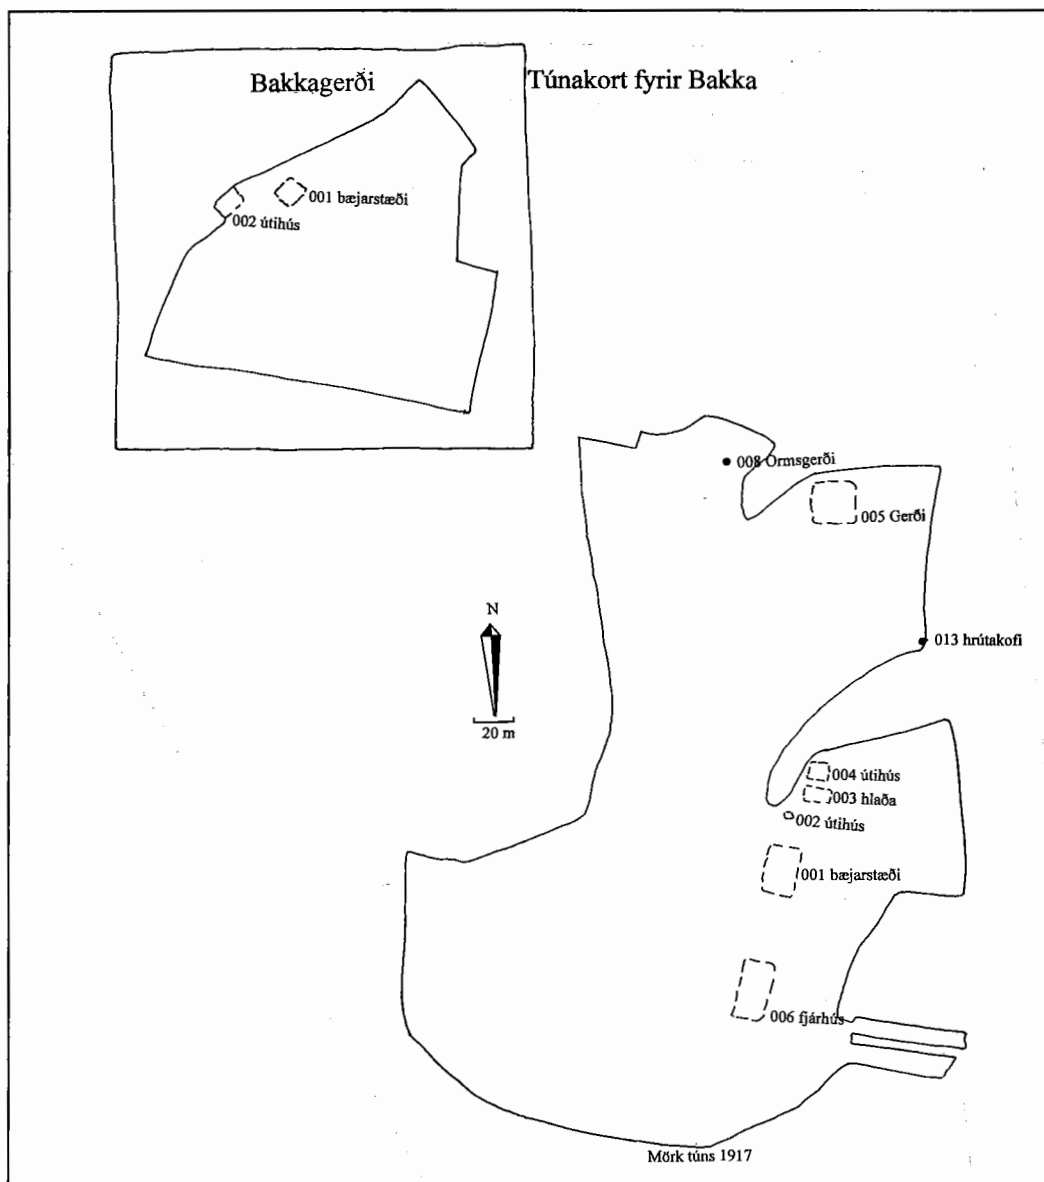 Bakkagerði
Túnakort fyrir Bakka
001 bæjarstæði
002 útihús
008 Ormsgerði
005 Gerði
N
013 hrútakofi
20 m
004 útihús
003 hlaða
002 útihús
001 bæjarstæði
006 fjárhús
Mörk túns 1917